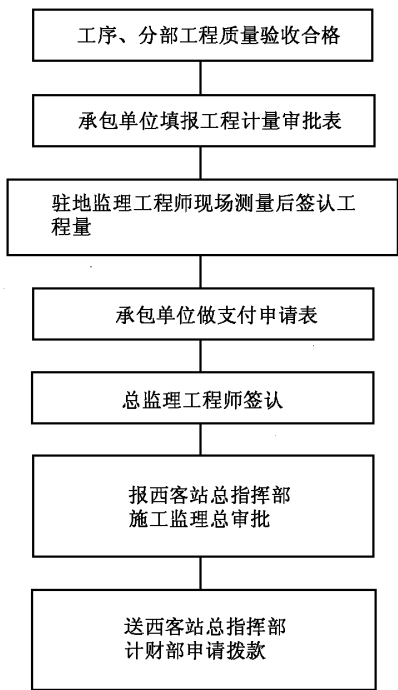 工序、分部工程质量验收合格
承包单位填报工程计量审批表
驻地监理工程师现场测量后签认工
程量
承包单位做支付申请表
总监理工程师签认
报西客站总指挥部
施工监理总审批
送西客站总指挥部
计财部申请拨款